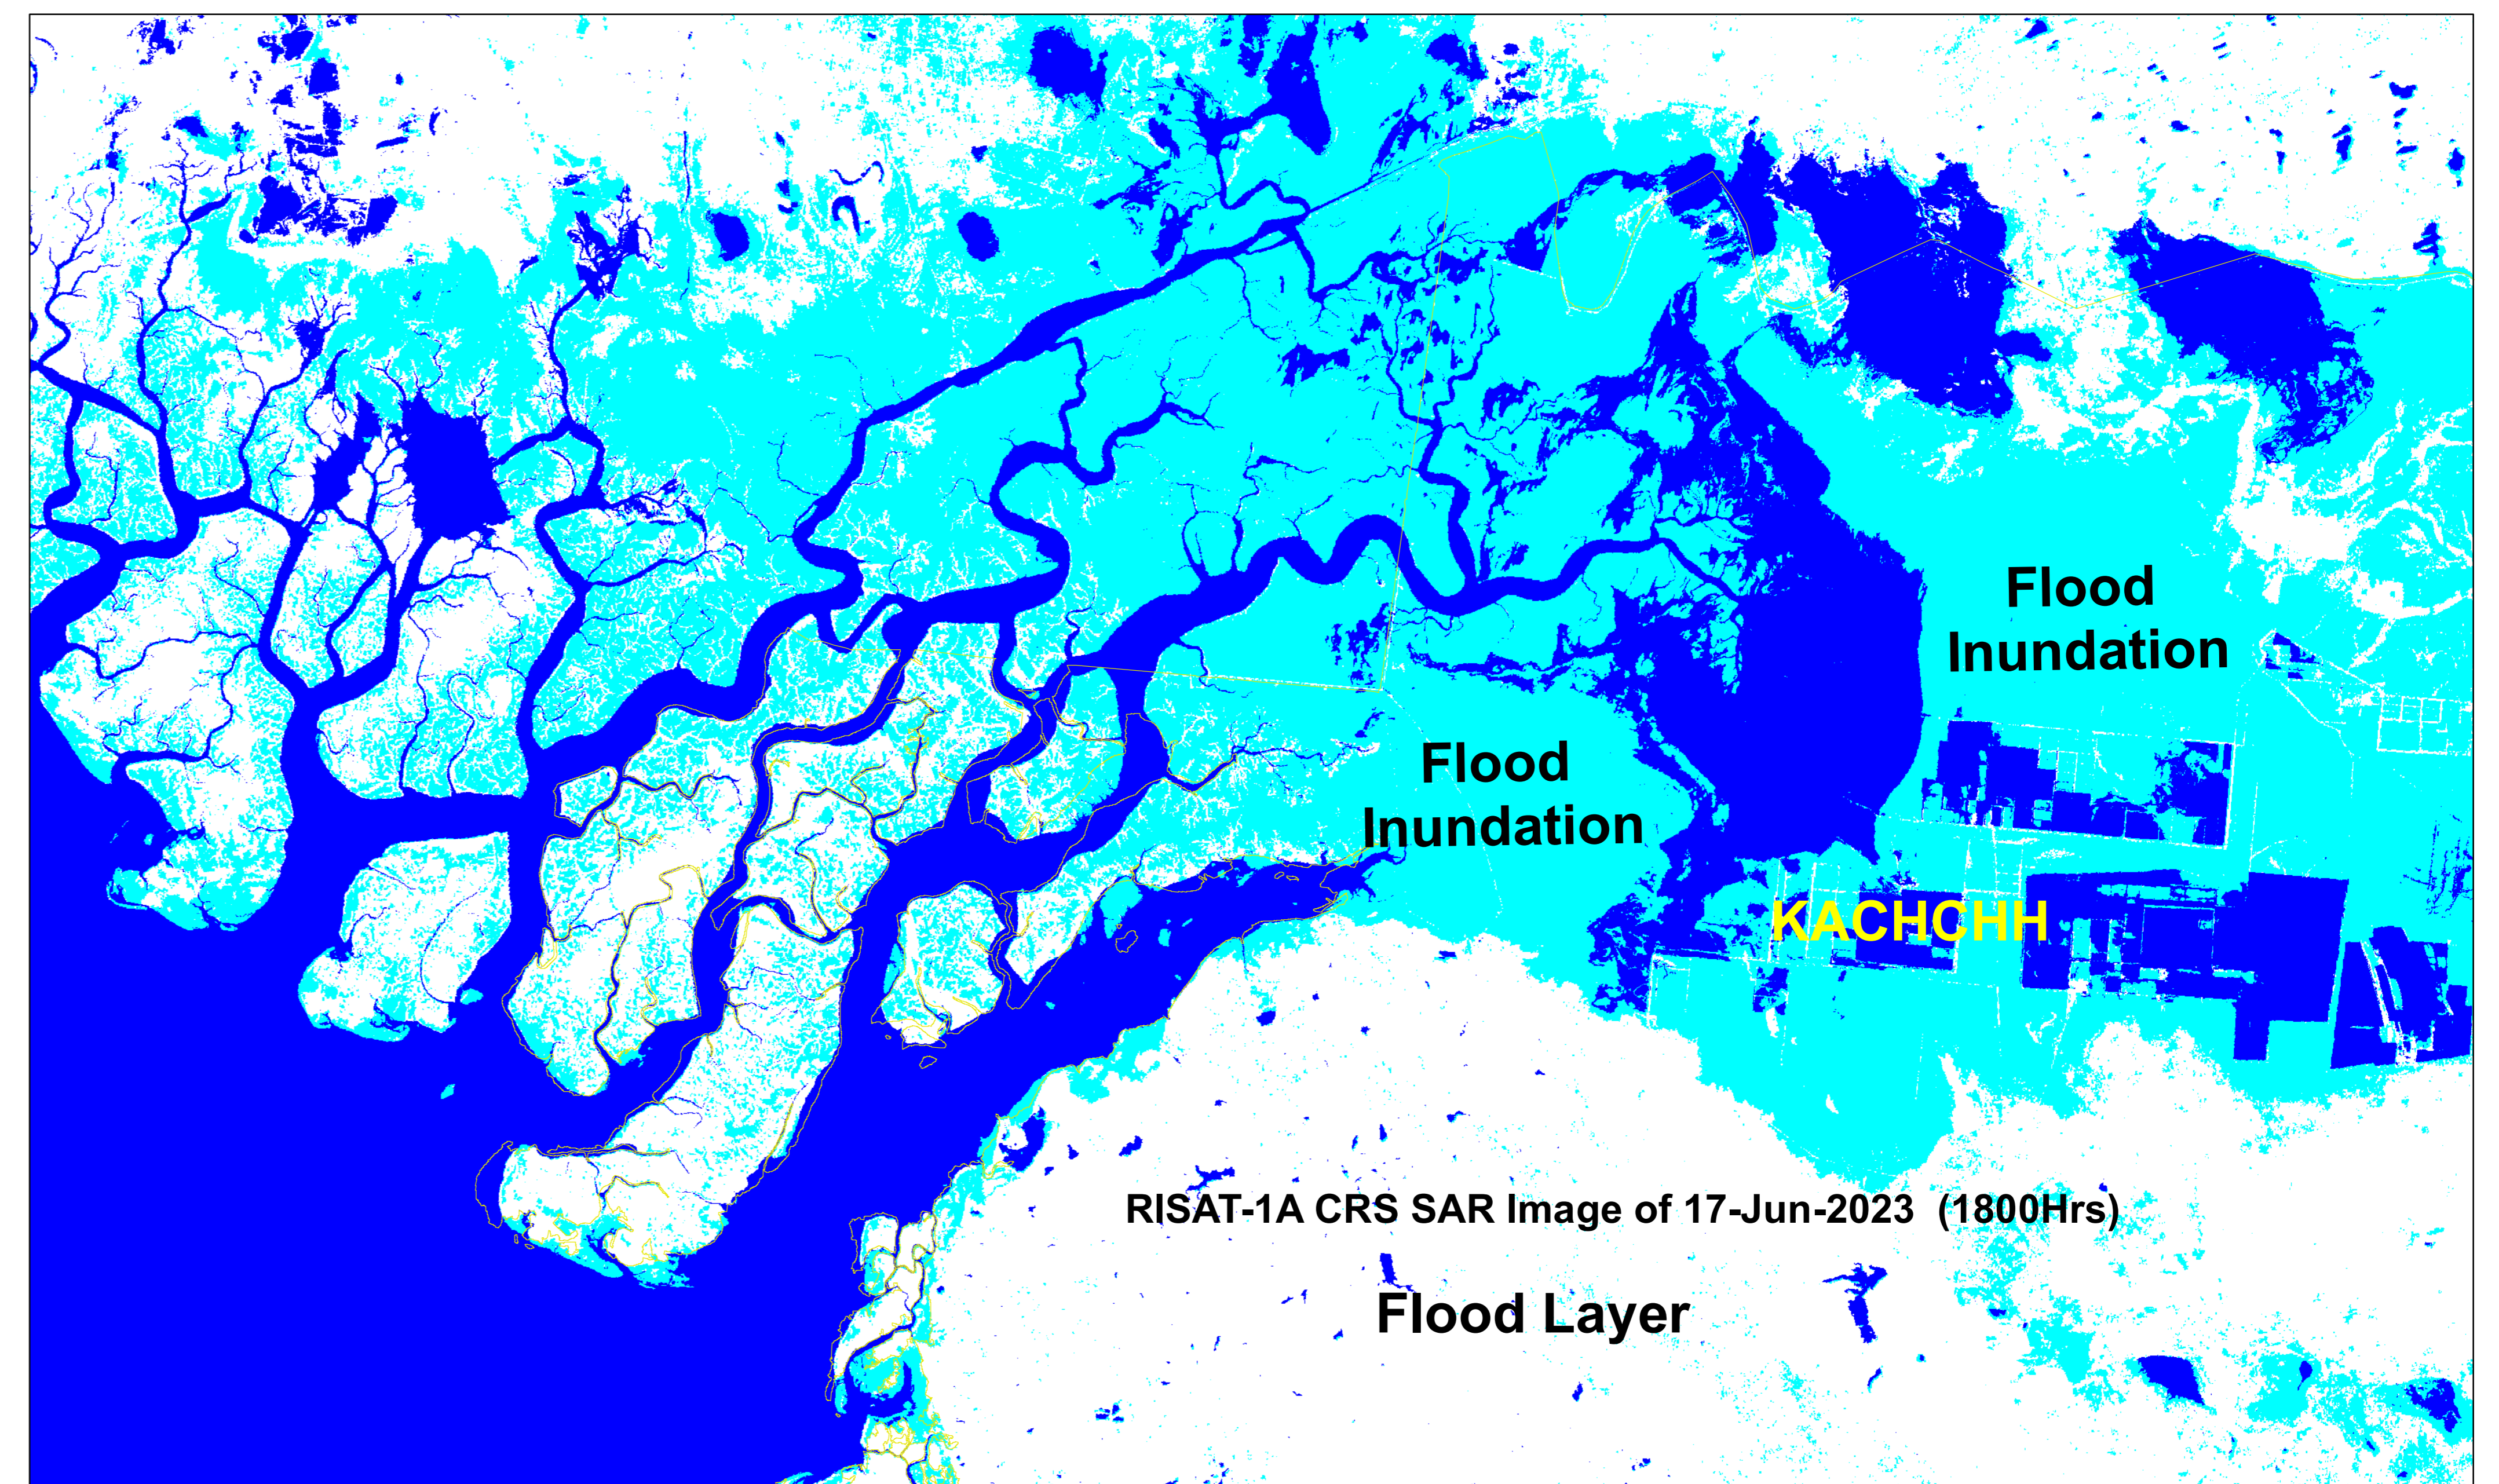 Flood
Inundation
Flood
Inundation
KACHCHH
RISAT-1A CRS SAR Image of 17-Jun-2023 (1800Hrs)
Flood Layer